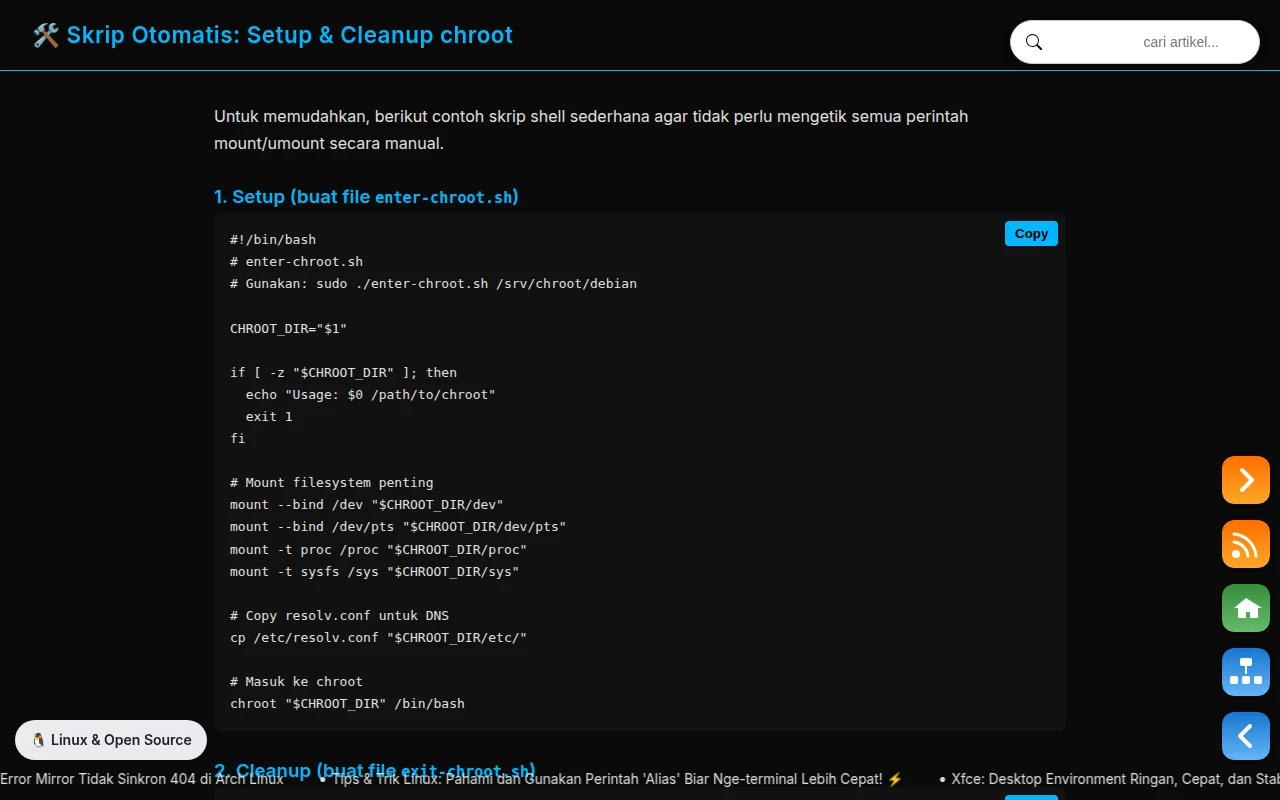 🛠️ Skrip Otomatis: Setup & Cleanup chroot
cari artikel...
Untuk memudahkan, berikut contoh skrip shell sederhana agar tidak perlu mengetik semua perintah
mount/umount secara manual.
1. Setup (buat file enter-chroot.sh)
Copy
#!/bin/bash
# enter-chroot.sh
# Gunakan: sudo ./enter-chroot.sh /srv/chroot/debian

CHROOT_DIR="$1"

if [ -z "$CHROOT_DIR" ]; then
  echo "Usage: $0 /path/to/chroot"
  exit 1
fi

# Mount filesystem penting
mount --bind /dev "$CHROOT_DIR/dev"
mount --bind /dev/pts "$CHROOT_DIR/dev/pts"
mount -t proc /proc "$CHROOT_DIR/proc"
mount -t sysfs /sys "$CHROOT_DIR/sys"

# Copy resolv.conf untuk DNS
cp /etc/resolv.conf "$CHROOT_DIR/etc/"

# Masuk ke chroot
chroot "$CHROOT_DIR" /bin/bash
🐧 Linux & Open Source
2. Cleanup (buat file exit-chroot.sh)
Error Mirror Tidak Sinkron 404 di Arch Linux • Tips & Trik Linux: Pahami dan Gunakan Perintah 'Alias' Biar Nge-terminal Lebih Cepat! ⚡ • Xfce: Desktop Environment Ringan, Cepat, dan